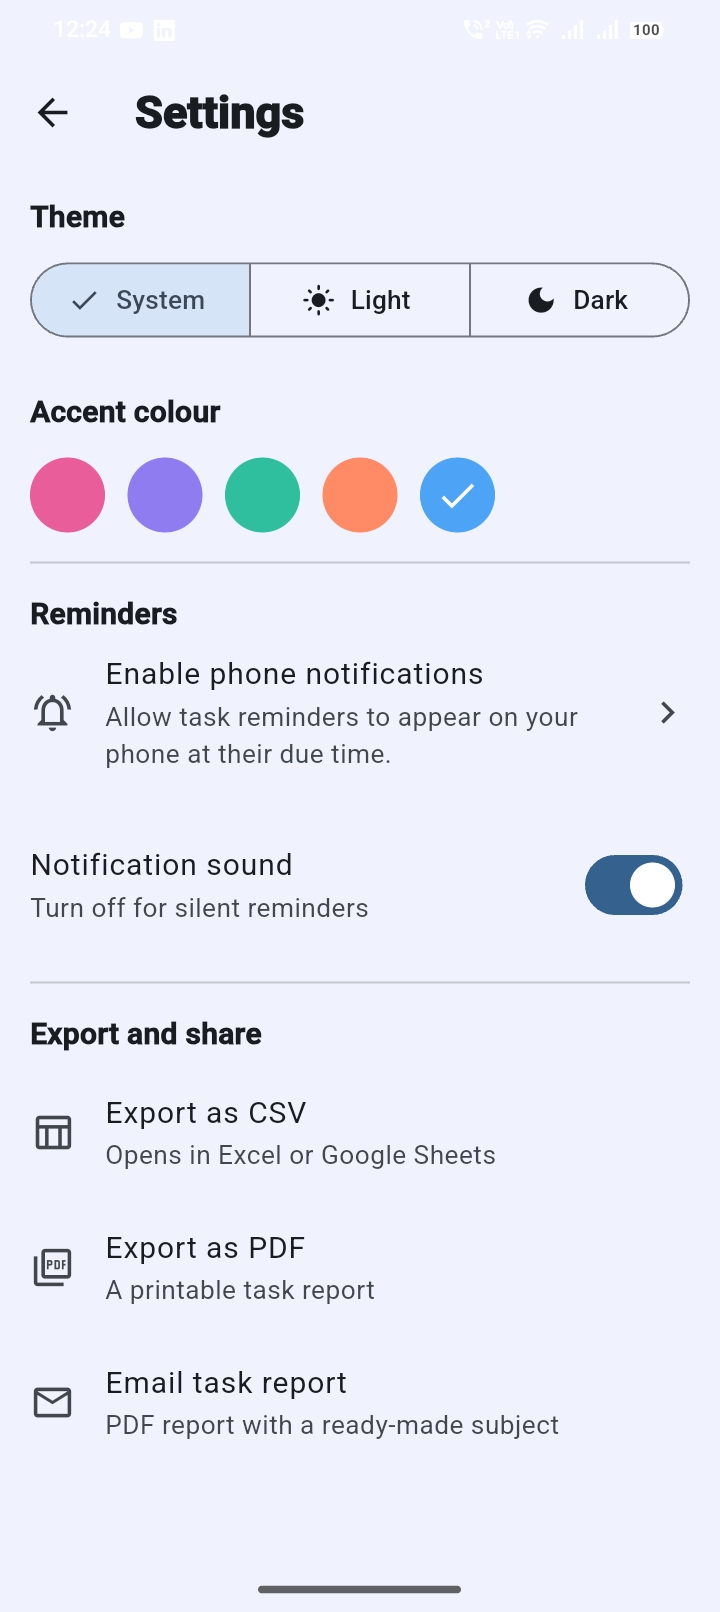 12:24
2 Vo) LTE1 100
Settings
Theme
System Light Dark
Accent colour
Reminders
Enable phone notifications
Allow task reminders to appear on your
phone at their due time.
Notification sound
Turn off for silent reminders
Export and share
Export as CSV
Opens in Excel or Google Sheets
PDF
Export as PDF
A printable task report
Email task report
PDF report with a ready-made subject